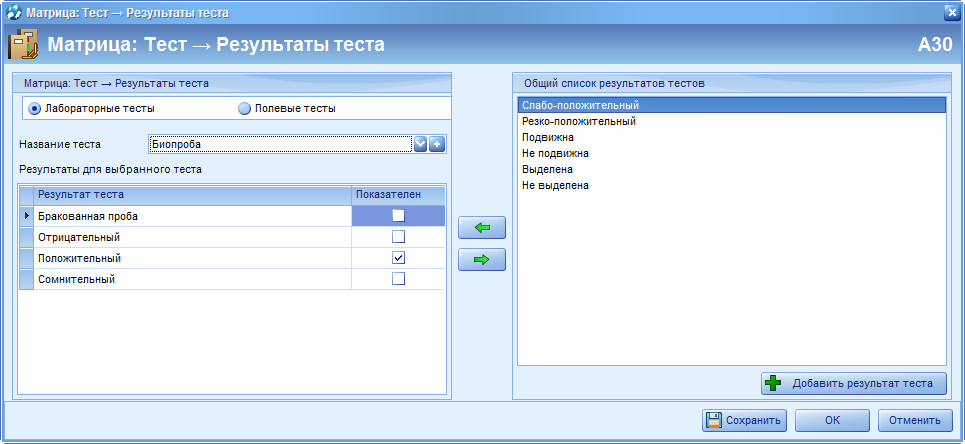 Матрица: Тест → Результаты теста
Матрица: Тест → Результаты теста
A30
Матрица: Тест → Результаты теста
Лабораторные тесты
Полевые тесты
Название теста
Биопроба
Результаты для выбранного теста
Результат теста
Показателен
Бракованная проба
Отрицательный
Положительный
Сомнительный
Общий список результатов тестов
Слабо-положительный
Резко-положительный
Подвижна
Не подвижна
Выделена
Не выделена
Добавить результат теста
Сохранить
ОК
Отменить